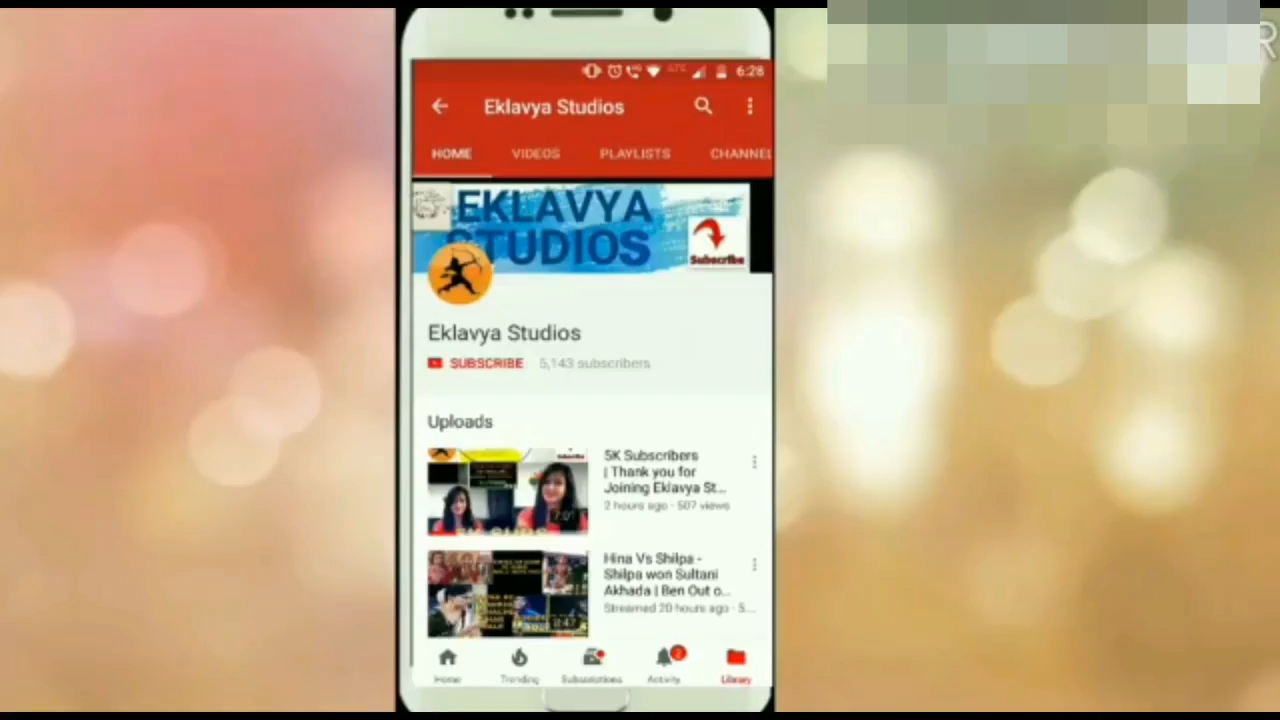 6:28
Eklavya Studios
HOME VIDEOS PLAYLISTS CHANNEL
EKLAVYA
STUDIOS
Subscribe
Eklavya Studios
SUBSCRIBE 5,143 subscribers
Uploads
5K Subscribers
| Thank you for
Joining Eklavya St...
2 hours ago · 507 views
7:01
Hina Vs Shilpa -
Shilpa won Sultani
Akhada | Ben Out o...
Streamed 20 hours ago · 5...
Home Trending Subscriptions Activity Library
2
R